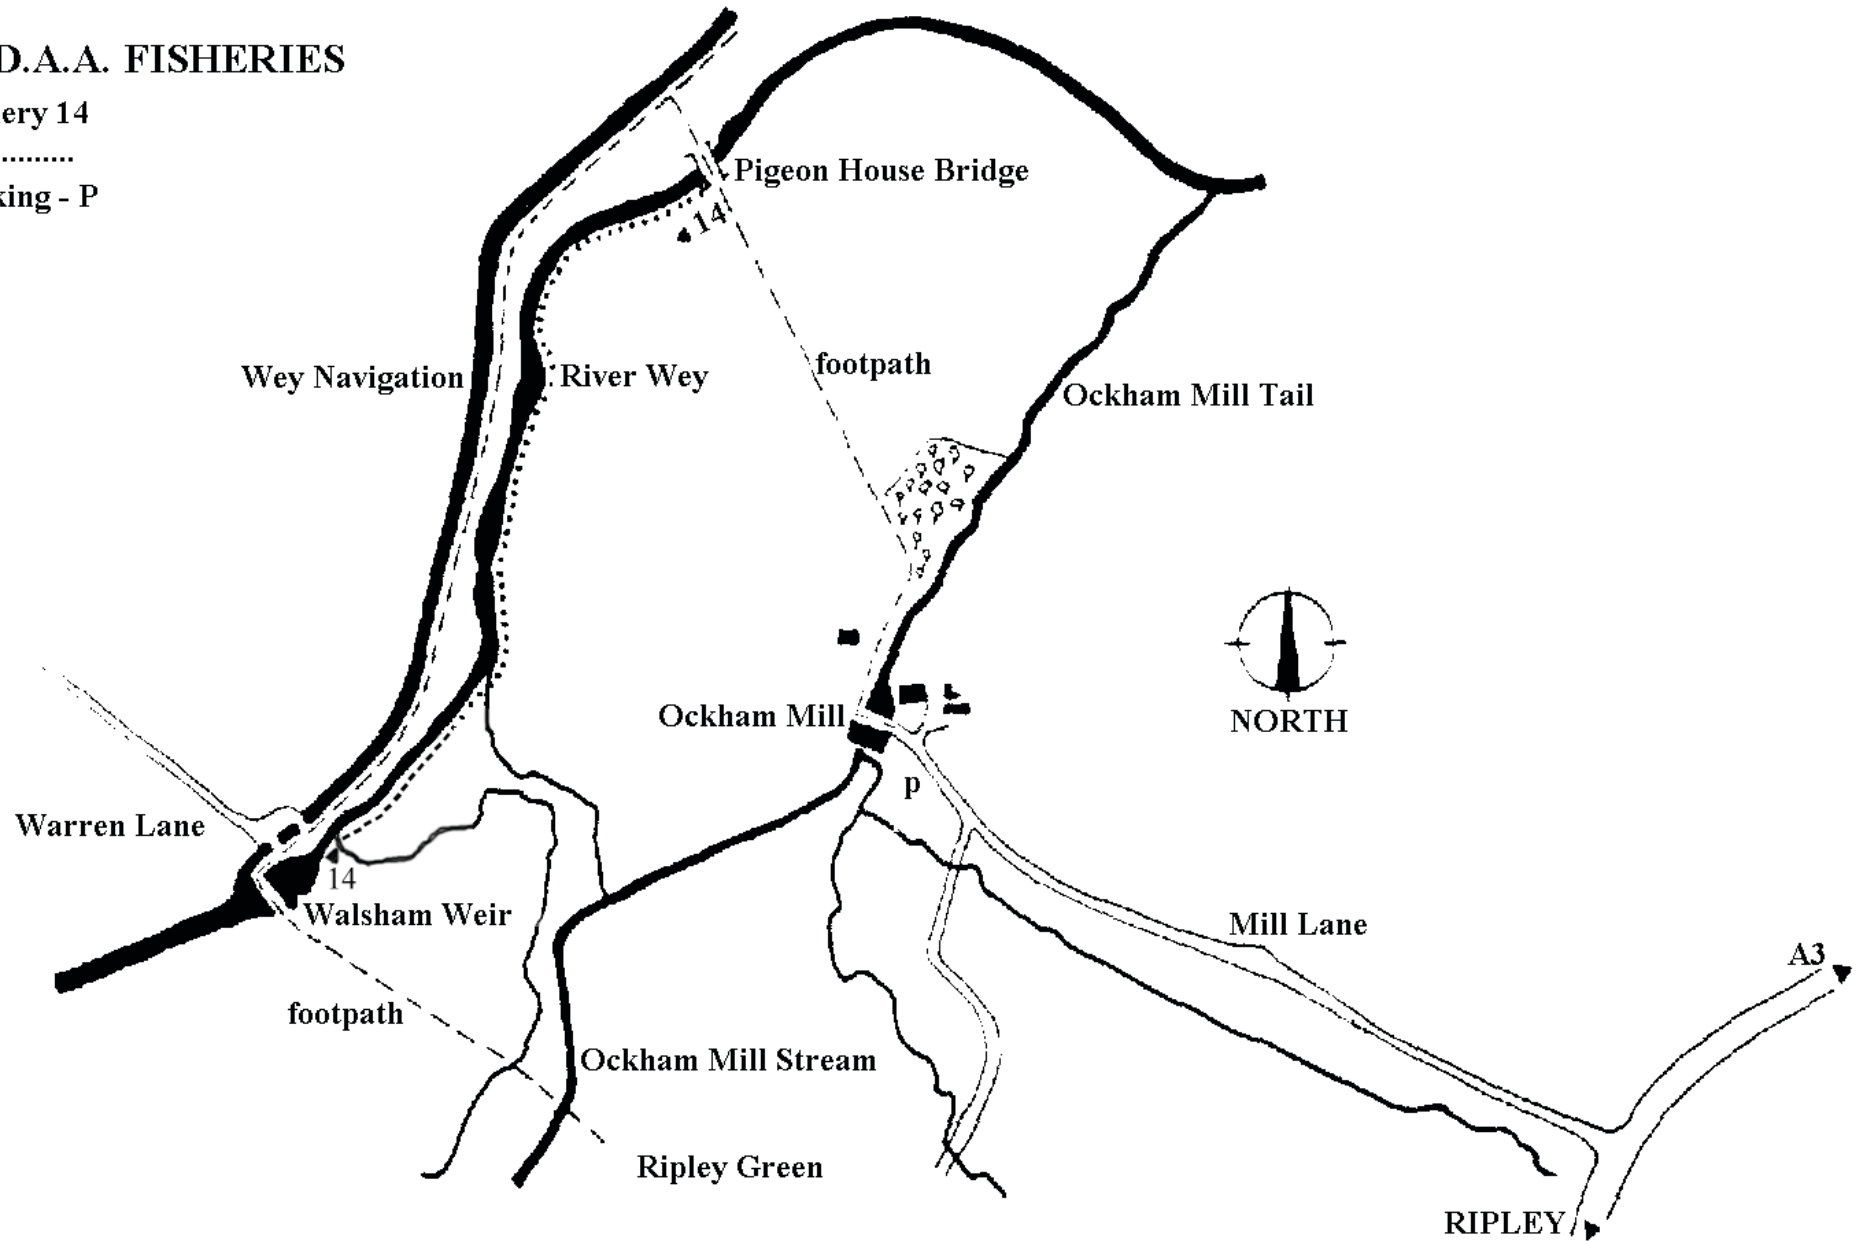 D.A.A. FISHERIES
ery 14
..........
king - P
Pigeon House Bridge
14
Wey Navigation
River Wey
footpath
Ockham Mill Tail
Ockham Mill
NORTH
p
Warren Lane
14
Walsham Weir
Mill Lane
A3
footpath
Ockham Mill Stream
Ripley Green
RIPLEY